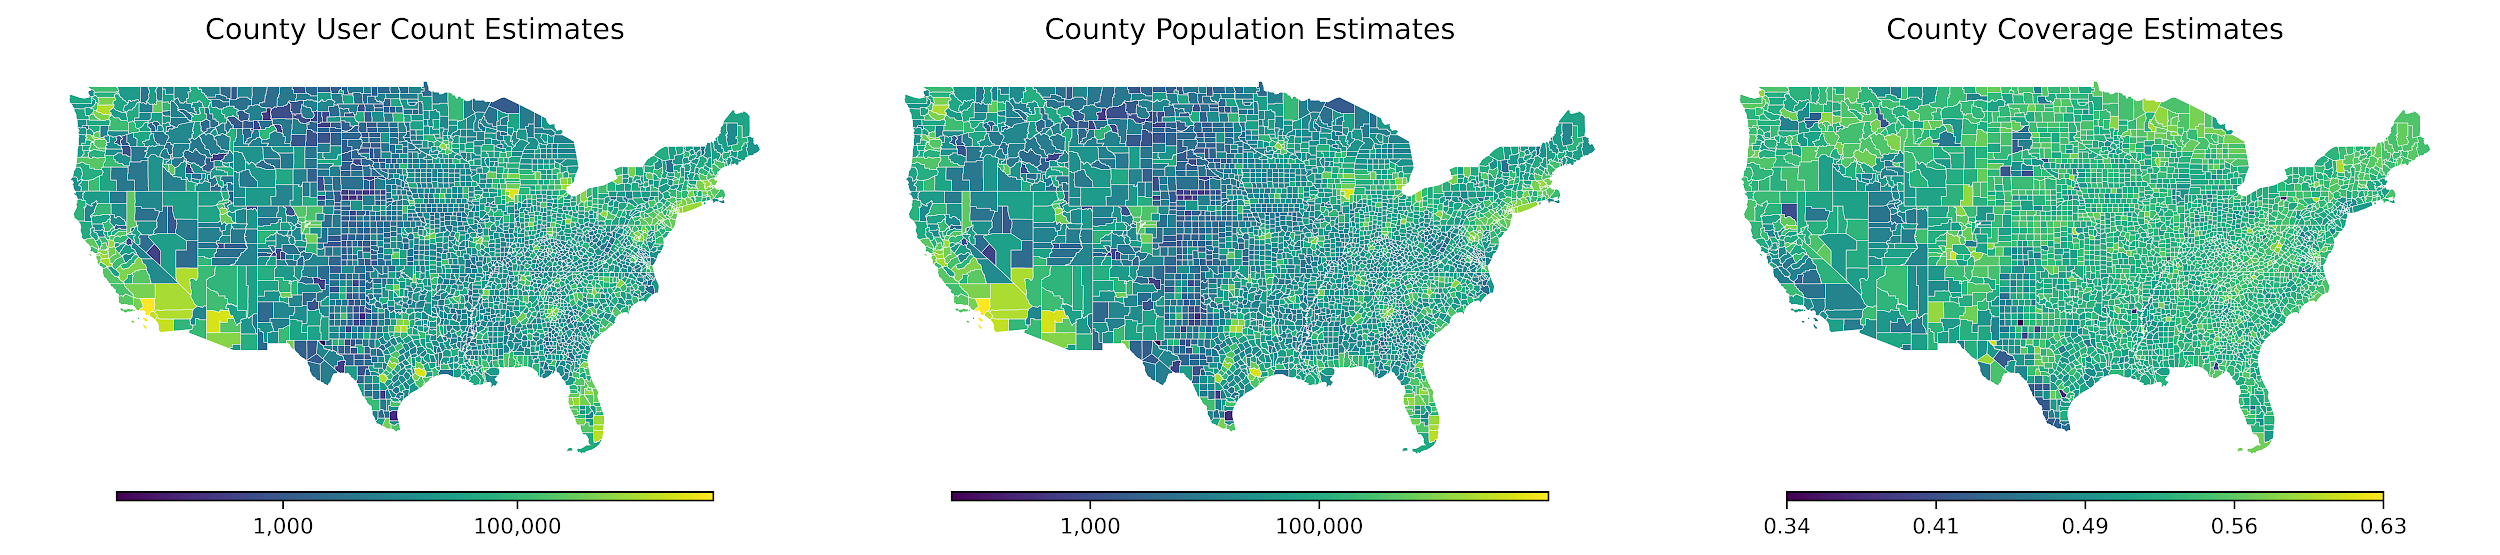 County User Count Estimates
County Population Estimates
County Coverage Estimates
1,000 100,000
1,000 100,000
0.34 0.41 0.49 0.56 0.63